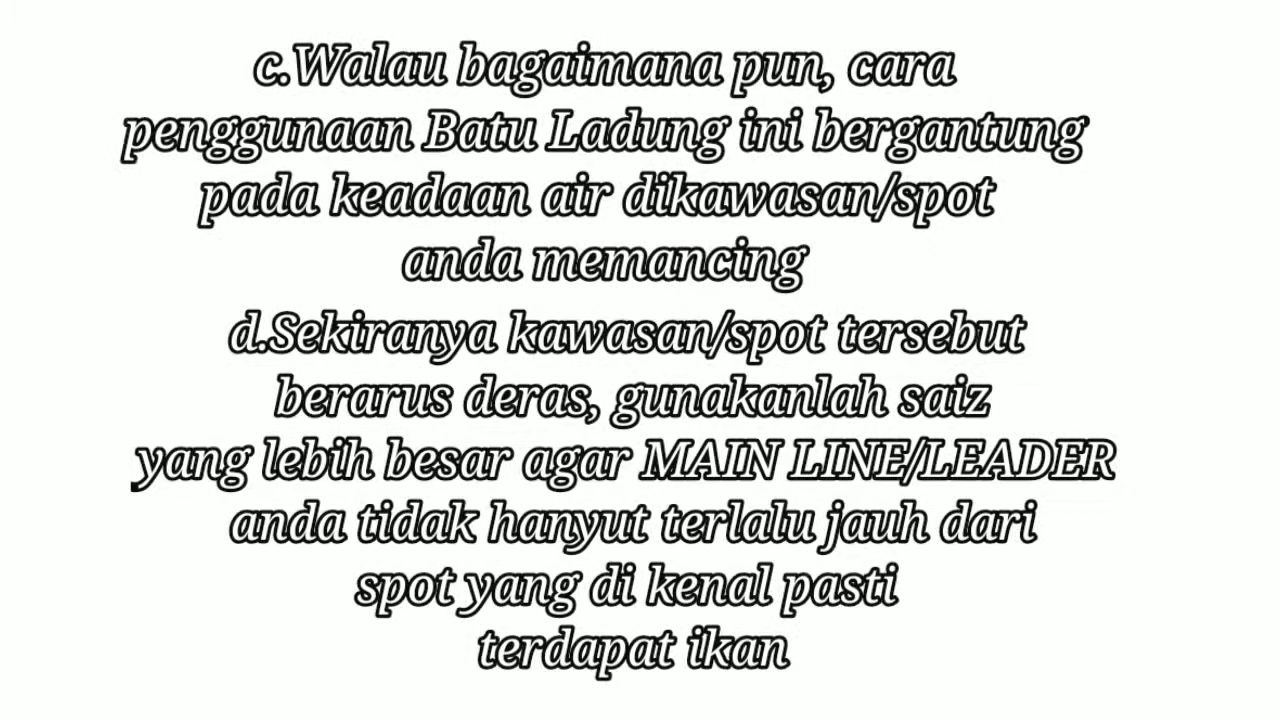 c.Walau bagaimana pun, cara
penggunaan Batu Ladung ini bergantung
pada keadaan air dikawasan/spot
anda memancing
d.Sekiranya kawasan/spot tersebut
berarus deras, gunakanlah saiz
yang lebih besar agar MAIN LINE/LEADER
anda tidak hanyut terlalu jauh dari
spot yang di kenal pasti
terdapat ikan